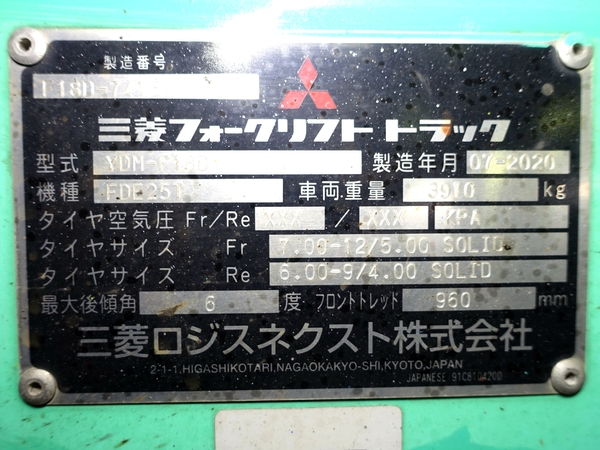 製造番号
三菱フォークリフト トラック
型式 製造年月 07-2020
機種 車両重量 3910 kg
タイヤ空気圧 Fr/Re XXX / XXX KPA
タイヤサイズ Fr 7.00-12/5.00 SOLID
タイヤサイズ Re 6.00-9/4.00 SOLID
最大後傾角 6 度 フロントトレッド 960 mm
三菱ロジスネクスト株式会社
2-1-1,HIGASHIKOTARI,NAGAOKAKYO-SHI,KYOTO,JAPAN
JAPANESE 91C8104200